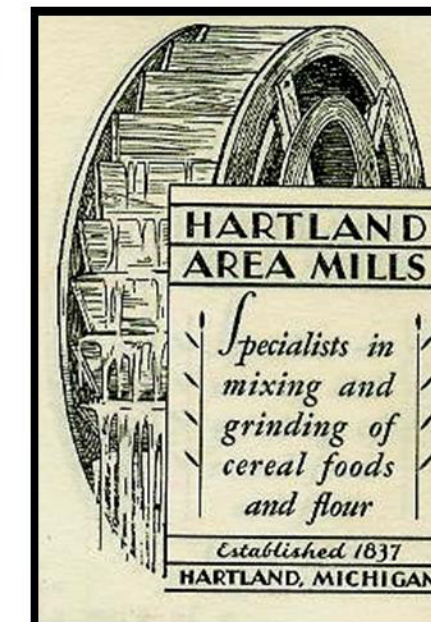 HARTLAND
AREA MILLS
Specialists in
mixing and
grinding of
cereal foods
and flour
Established 1837
HARTLAND, MICHIGAN